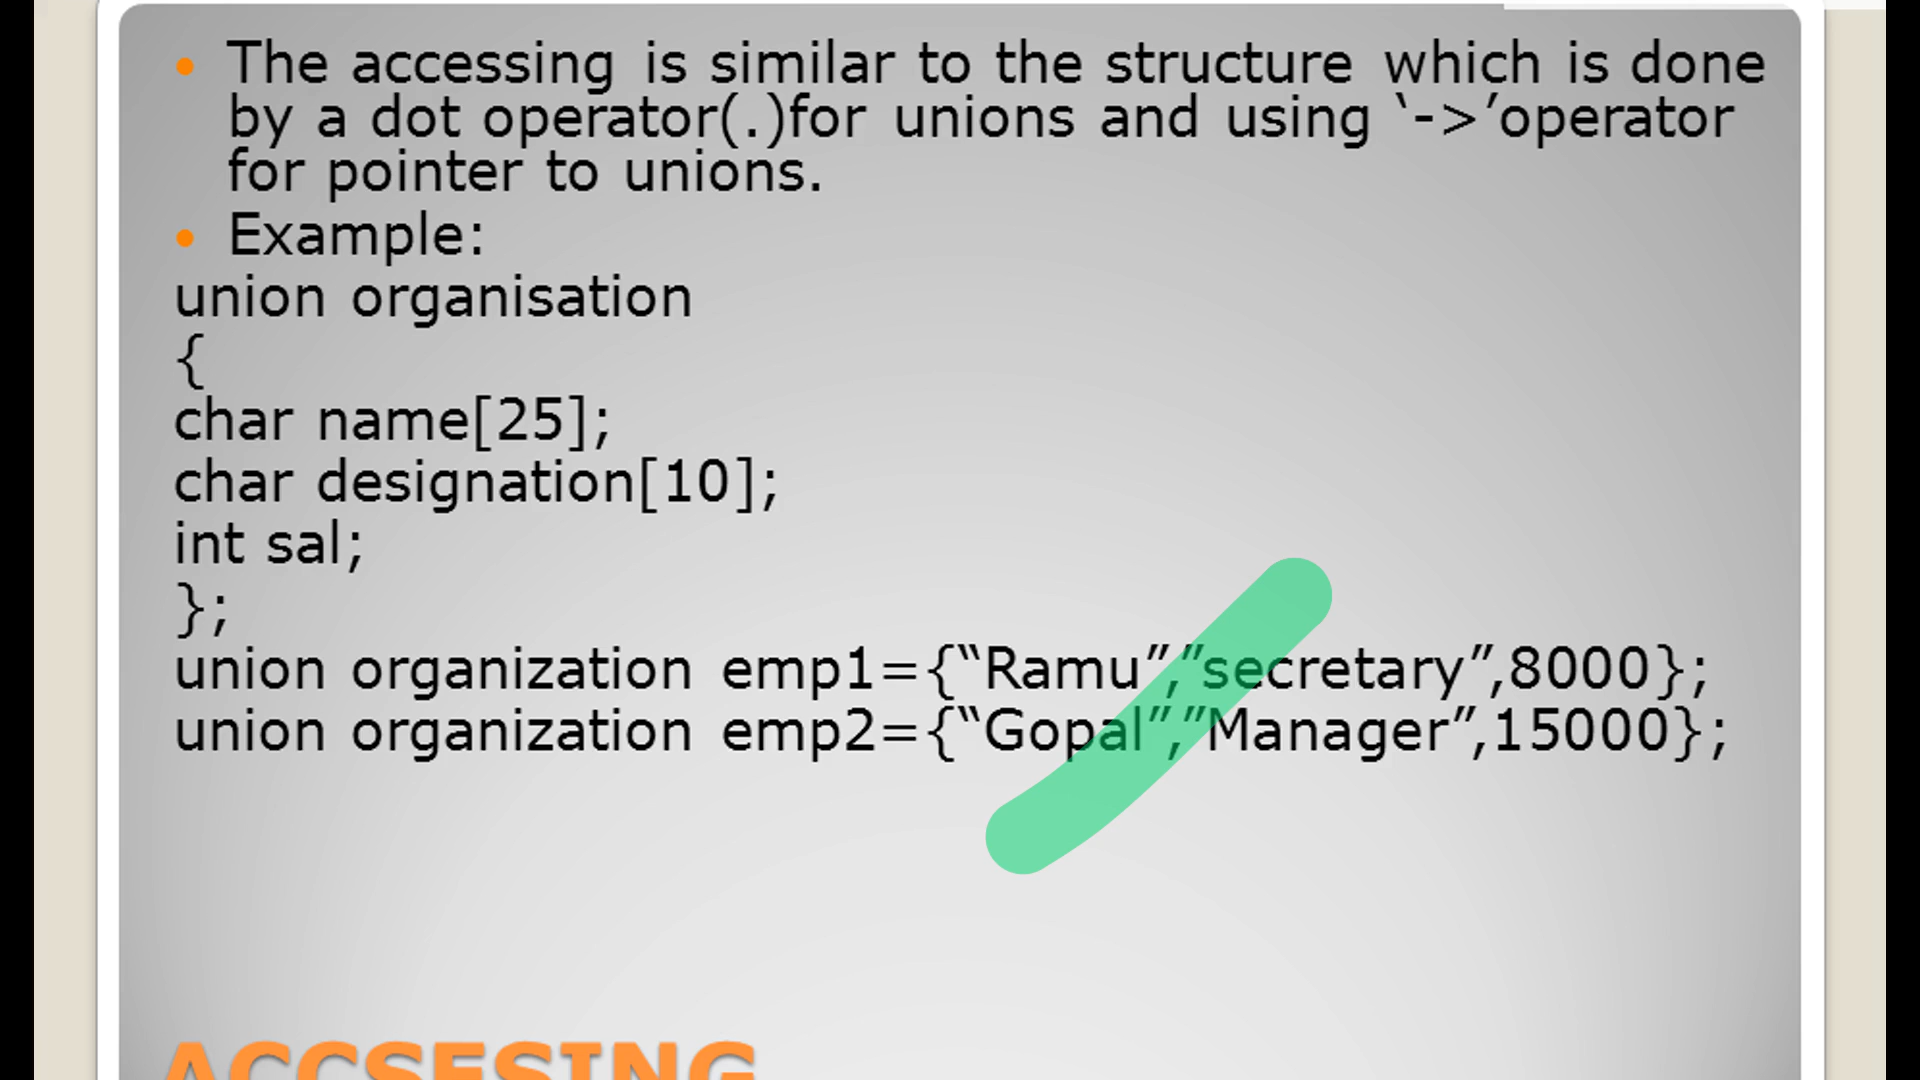 The accessing is similar to the structure which is done
by a dot operator(.)for unions and using ‘->’operator
for pointer to unions.
Example:
union organisation
{
char name[25];
char designation[10];
int sal;
};
union organization emp1={“Ramu”,”secretary”,8000};
union organization emp2={“Gopal”,”Manager”,15000};
ACCSESING